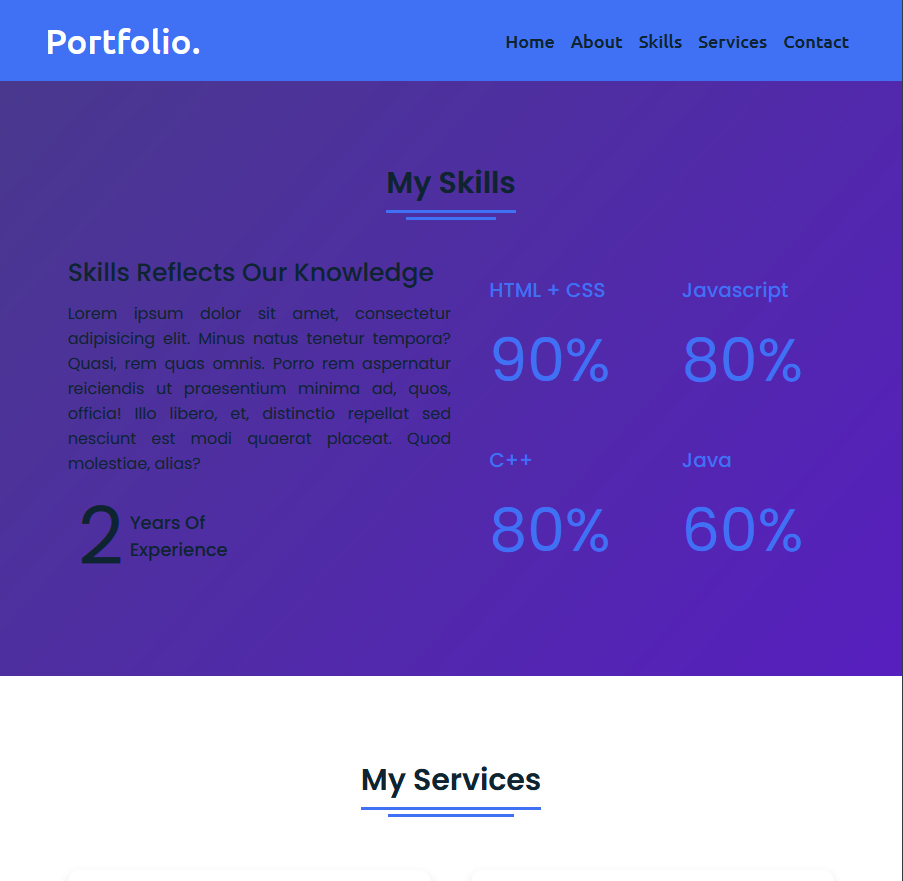 Portfolio.
Home About Skills Services Contact
My Skills
Skills Reflects Our Knowledge
Lorem ipsum dolor sit amet, consectetur
adipisicing elit. Minus natus tenetur tempora?
Quasi, rem quas omnis. Porro rem aspernatur
reiciendis ut praesentium minima ad, quos,
officia! Illo libero, et, distinctio repellat sed
nesciunt est modi quaerat placeat. Quod
molestiae, alias?
2 Years Of
Experience
HTML + CSS
90%
Javascript
80%
C++
80%
Java
60%
My Services